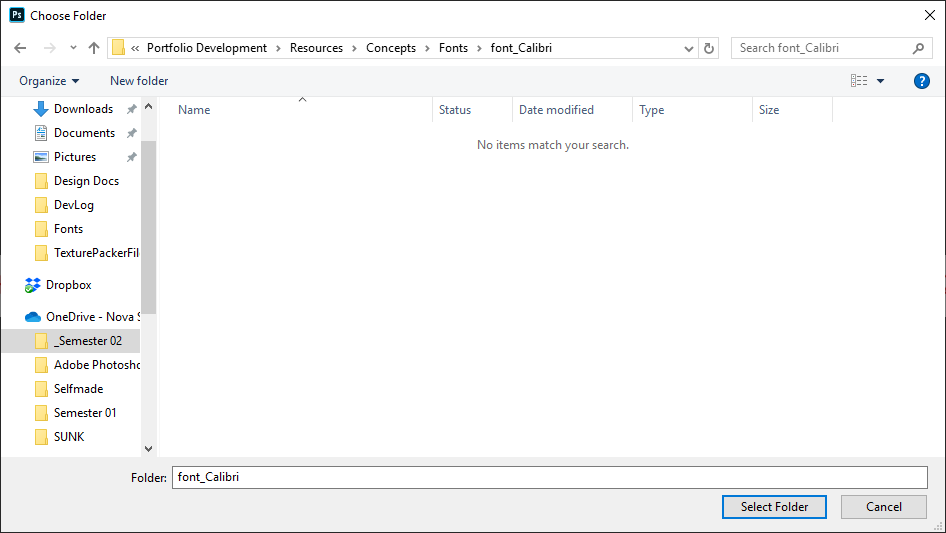 Ps Choose Folder
« Portfolio Development > Resources > Concepts > Fonts > font_Calibri
Search font_Calibri
Organize New folder
?
Name Status Date modified Type Size
No items match your search.
Downloads
Documents
Pictures
Design Docs
DevLog
Fonts
TexturePackerFil
Dropbox
OneDrive - Nova S
_Semester 02
Adobe Photosho
Selfmade
Semester 01
SUNK
Folder: font_Calibri
Select Folder Cancel